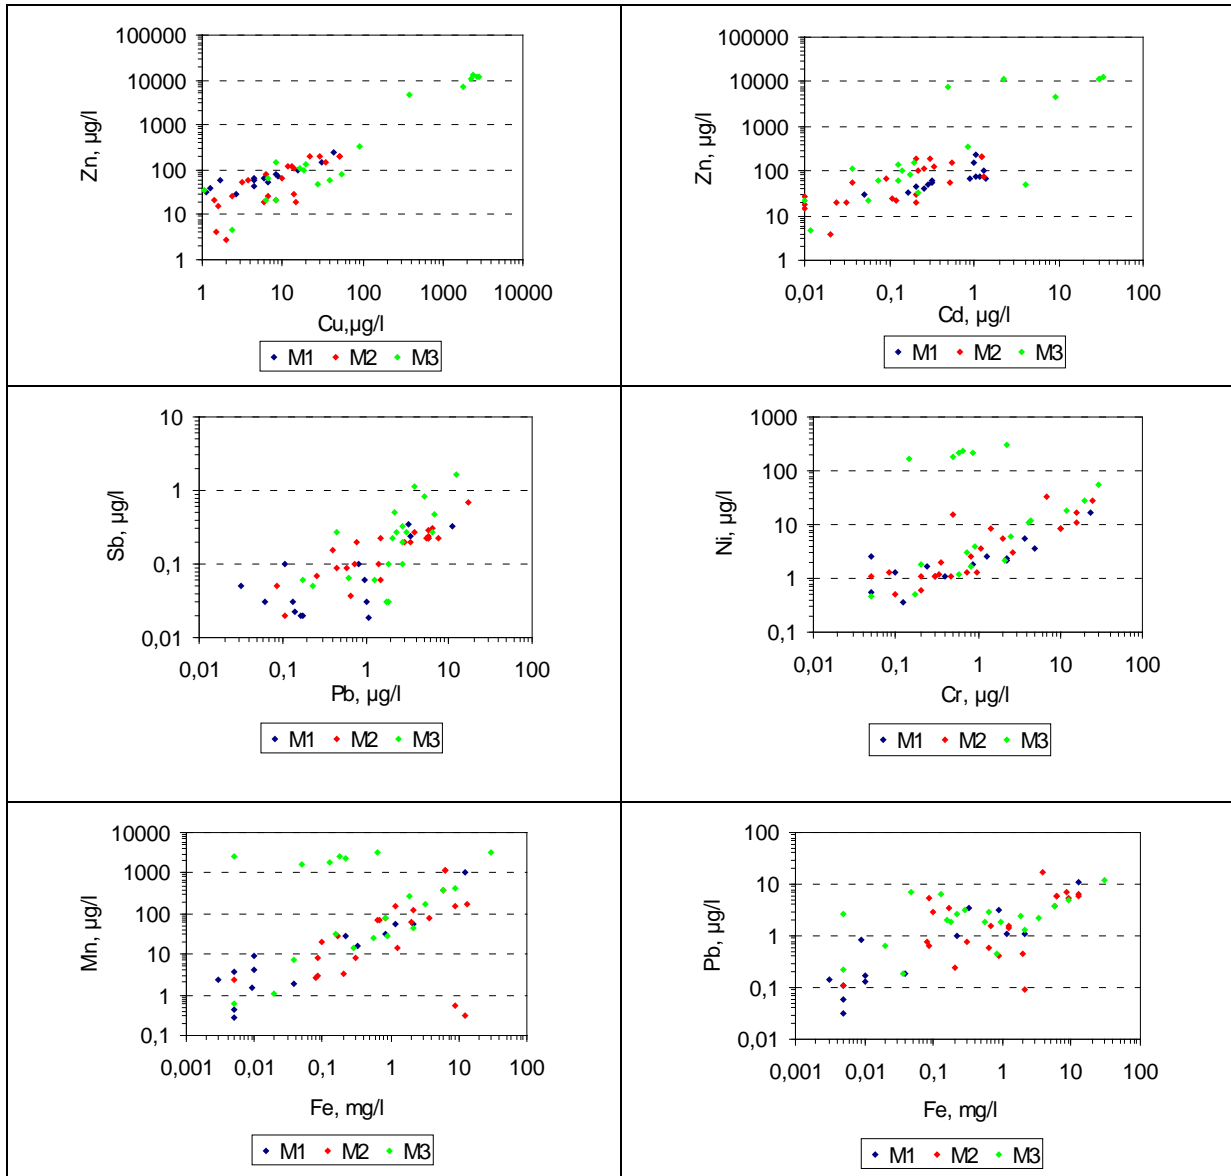 100000
10000
1000
100
10
1
Zn, µg/l
1 10 100 1000 10000
Cu,µg/l
M1 M2 M3
100000
10000
1000
100
10
1
Zn, µg/l
0,01 0,1 1 10 100
Cd, µg/l
M1 M2 M3
10
1
0,1
0,01
Sb, µg/l
0,01 0,1 1 10 100
Pb, µg/l
M1 M2 M3
1000
100
10
1
0,1
Ni, µg/l
0,01 0,1 1 10 100
Cr, µg/l
M1 M2 M3
10000
1000
100
10
1
0,1
Mn, µg/l
0,001 0,01 0,1 1 10 100
Fe, mg/l
M1 M2 M3
100
10
1
0,1
0,01
Pb, µg/l
0,001 0,01 0,1 1 10 100
Fe, mg/l
M1 M2 M3